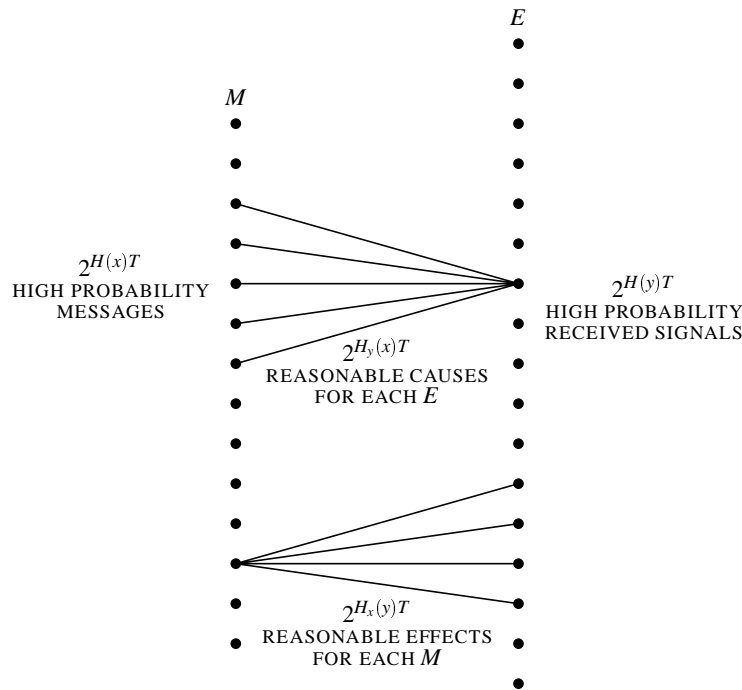 E
M
2^{H(x)T}
HIGH PROBABILITY
MESSAGES
2^{H(y)T}
HIGH PROBABILITY
RECEIVED SIGNALS
2^{H_y(x)T}
REASONABLE CAUSES
FOR EACH E
2^{H_x(y)T}
REASONABLE EFFECTS
FOR EACH M